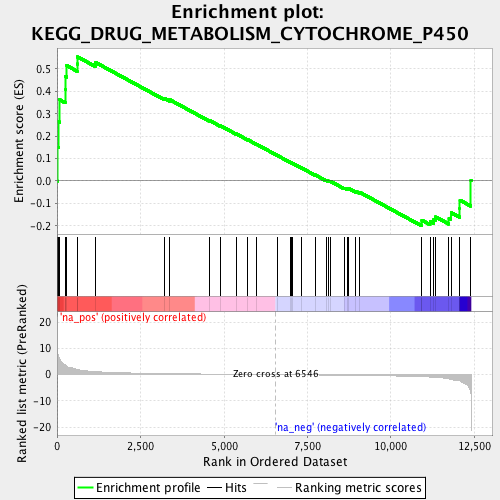 Enrichment plot:
KEGG_DRUG_METABOLISM_CYTOCHROME_P450
Enrichment score (ES)
0.5
0.4
0.3
0.2
0.1
0.0
-0.1
-0.2
'na_pos' (positively correlated)
Ranked list metric (PreRanked)
20
10
0
-10
-20
Zero cross at 6546
'na_neg' (negatively correlated)
0
2,500
5,000
7,500
10,000
12,500
Rank in Ordered Dataset
Enrichment profile
Hits
Ranking metric scores